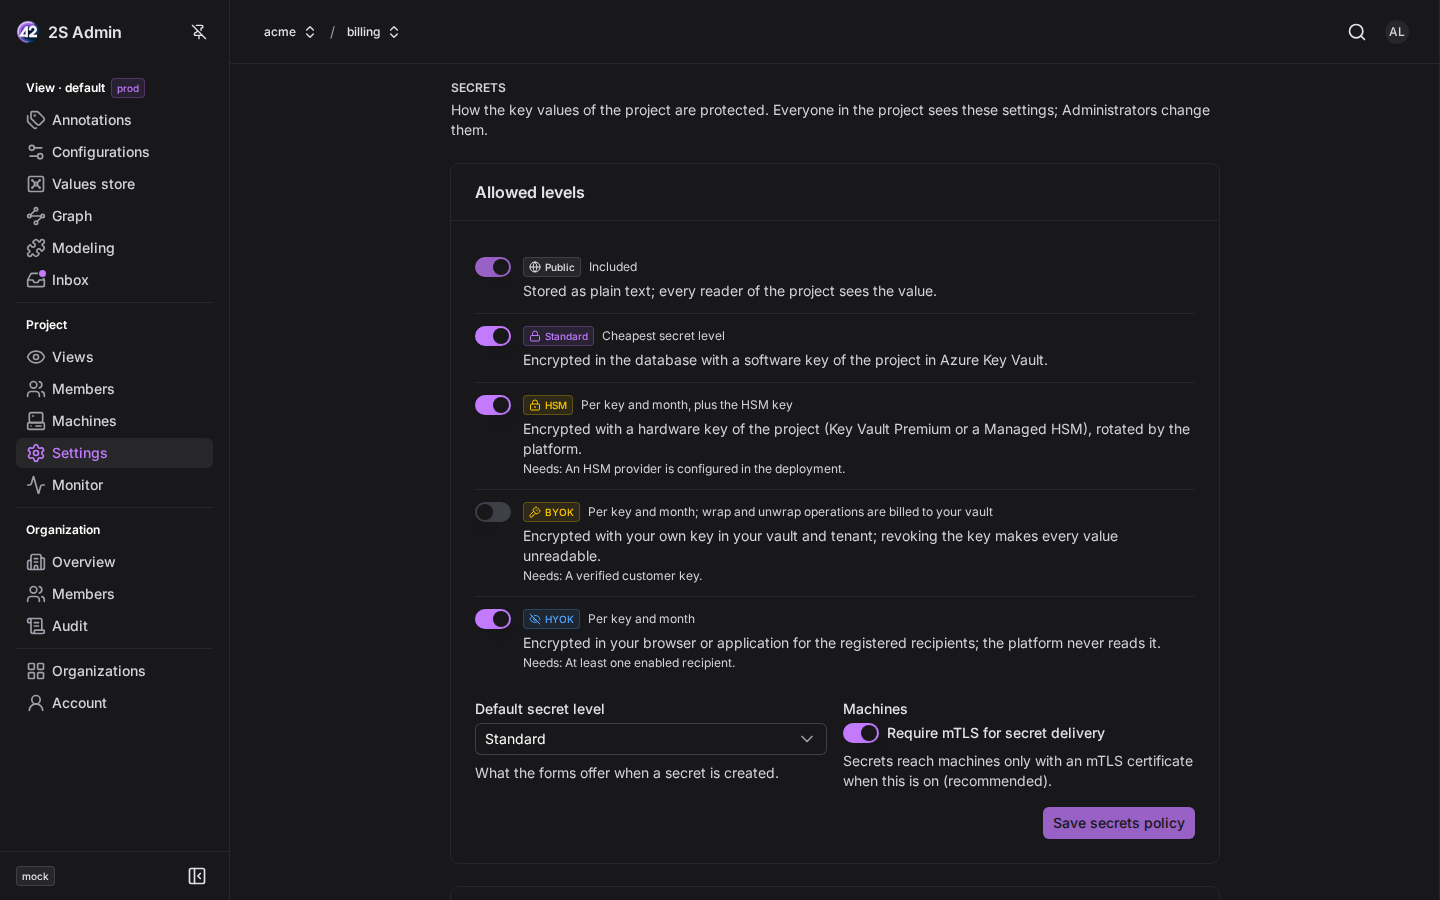 2S Admin
acme / billing
AL
View · default prod
Annotations
Configurations
Values store
Graph
Modeling
Inbox
Project
Views
Members
Machines
Settings
Monitor
Organization
Overview
Members
Audit
Organizations
Account
mock
SECRETS
How the key values of the project are protected. Everyone in the project sees these settings; Administrators change
them.
Allowed levels
Public Included
Stored as plain text; every reader of the project sees the value.
Standard Cheapest secret level
Encrypted in the database with a software key of the project in Azure Key Vault.
HSM Per key and month, plus the HSM key
Encrypted with a hardware key of the project (Key Vault Premium or a Managed HSM), rotated by the
platform.
Needs: An HSM provider is configured in the deployment.
BYOK Per key and month; wrap and unwrap operations are billed to your vault
Encrypted with your own key in your vault and tenant; revoking the key makes every value
unreadable.
Needs: A verified customer key.
HYOK Per key and month
Encrypted in your browser or application for the registered recipients; the platform never reads it.
Needs: At least one enabled recipient.
Default secret level
Standard
What the forms offer when a secret is created.
Machines
Require mTLS for secret delivery
Secrets reach machines only with an mTLS certificate
when this is on (recommended).
Save secrets policy